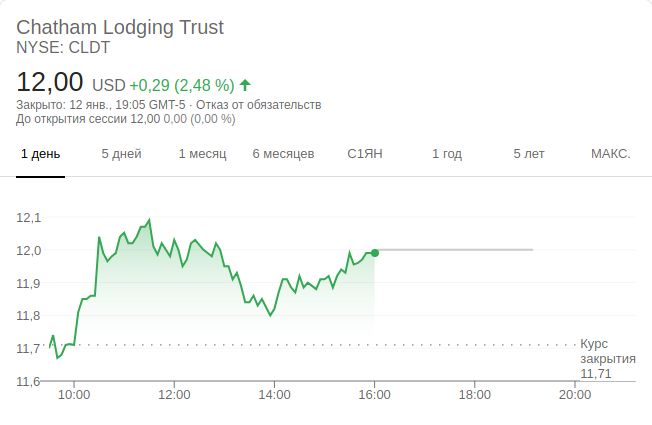 Chatham Lodging Trust
NYSE: CLDT
12,00 USD +0,29 (2,48 %)
Закрыто: 12 янв., 19:05 GMT-5 · Отказ от обязательств
До открытия сессии 12,00 0,00 (0,00 %)
1 день 5 дней 1 месяц 6 месяцев С1ЯН 1 год 5 лет МАКС.
12,1
12,0
11,9
11,8
11,7
Курс
закрытия
11,71
11,6
10:00 12:00 14:00 16:00 18:00 20:00